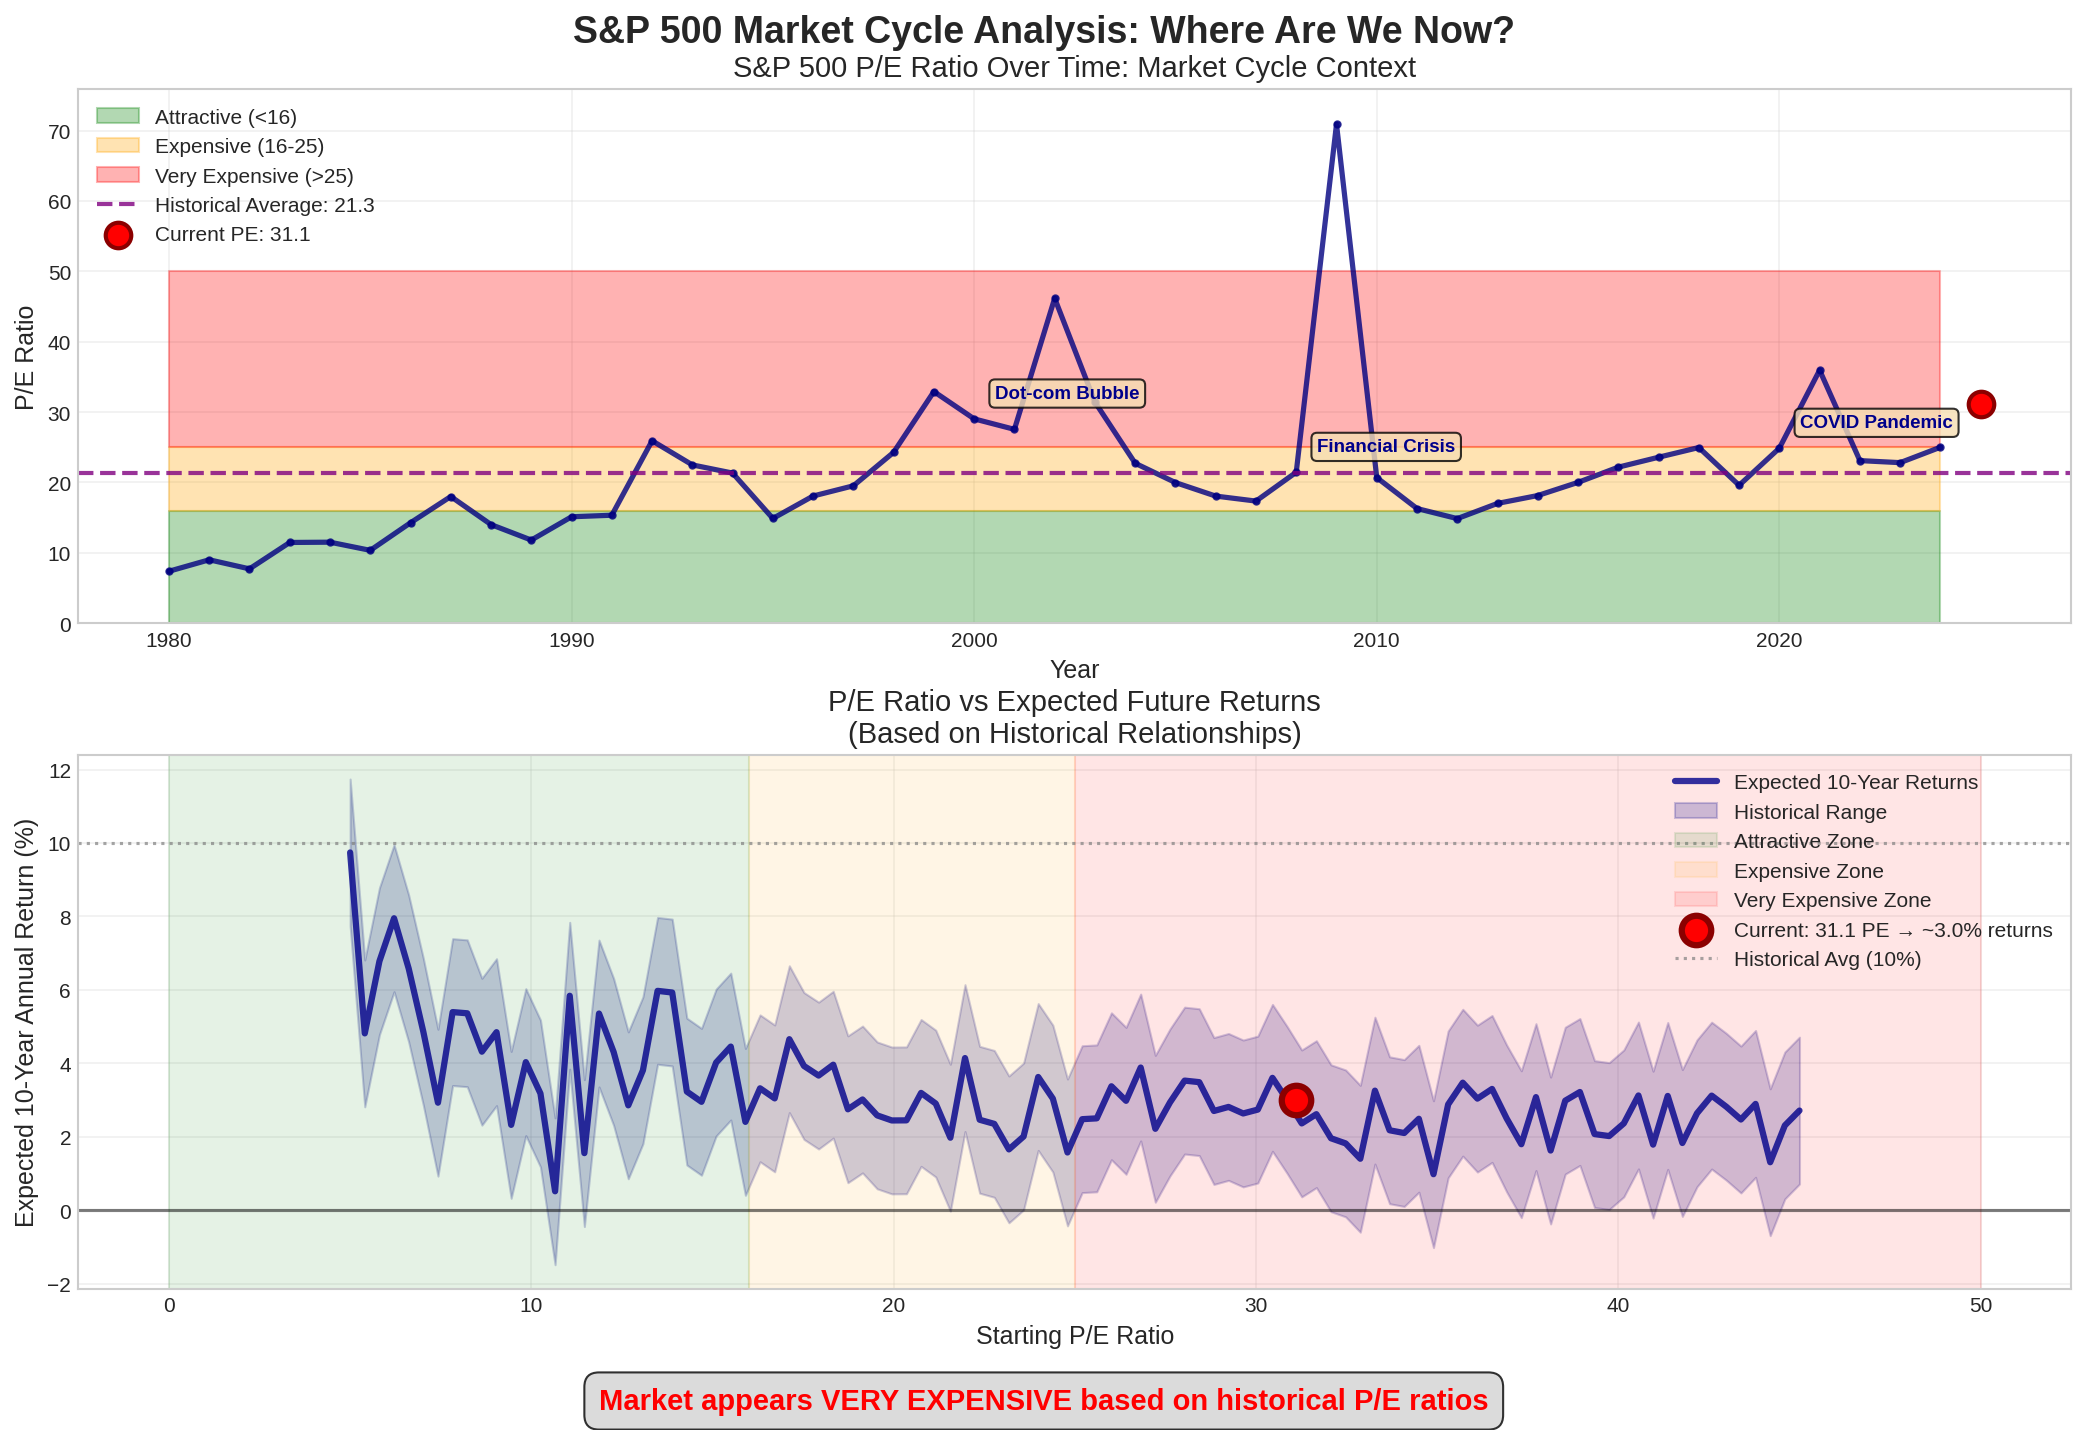 S&P 500 Market Cycle Analysis: Where Are We Now?
S&P 500 P/E Ratio Over Time: Market Cycle Context
Attractive (<16)
Expensive (16-25)
Very Expensive (>25)
Historical Average: 21.3
Current PE: 31.1
P/E Ratio
70
60
50
40
30
20
10
0
Dot-com Bubble
Financial Crisis
COVID Pandemic
1980
1990
2000
2010
2020
Year
P/E Ratio vs Expected Future Returns
(Based on Historical Relationships)
Expected 10-Year Annual Return (%)
12
10
8
6
4
2
0
−2
Expected 10-Year Returns
Historical Range
Attractive Zone
Expensive Zone
Very Expensive Zone
Current: 31.1 PE → ~3.0% returns
Historical Avg (10%)
0
10
20
30
40
50
Starting P/E Ratio
Market appears VERY EXPENSIVE based on historical P/E ratios